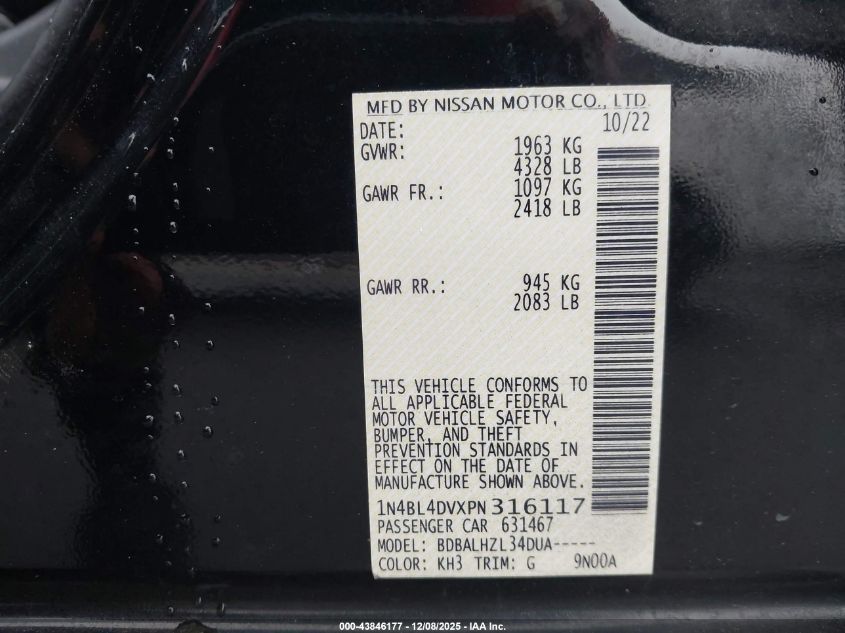 MFD BY NISSAN MOTOR CO., LTD
DATE: 10/22
GVWR: 1963 KG
4328 LB
GAWR FR.: 1097 KG
2418 LB
GAWR RR.: 945 KG
2083 LB
THIS VEHICLE CONFORMS TO
ALL APPLICABLE FEDERAL
MOTOR VEHICLE SAFETY,
BUMPER, AND THEFT
PREVENTION STANDARDS IN
EFFECT ON THE DATE OF
MANUFACTURE SHOWN ABOVE.
1N4BL4DVXPN316117
PASSENGER CAR 631467
MODEL: BDBALHZL34DUA-----
COLOR: KH3 TRIM: G 9N00A
000-43846177 - 12/08/2025 - IAA Inc.